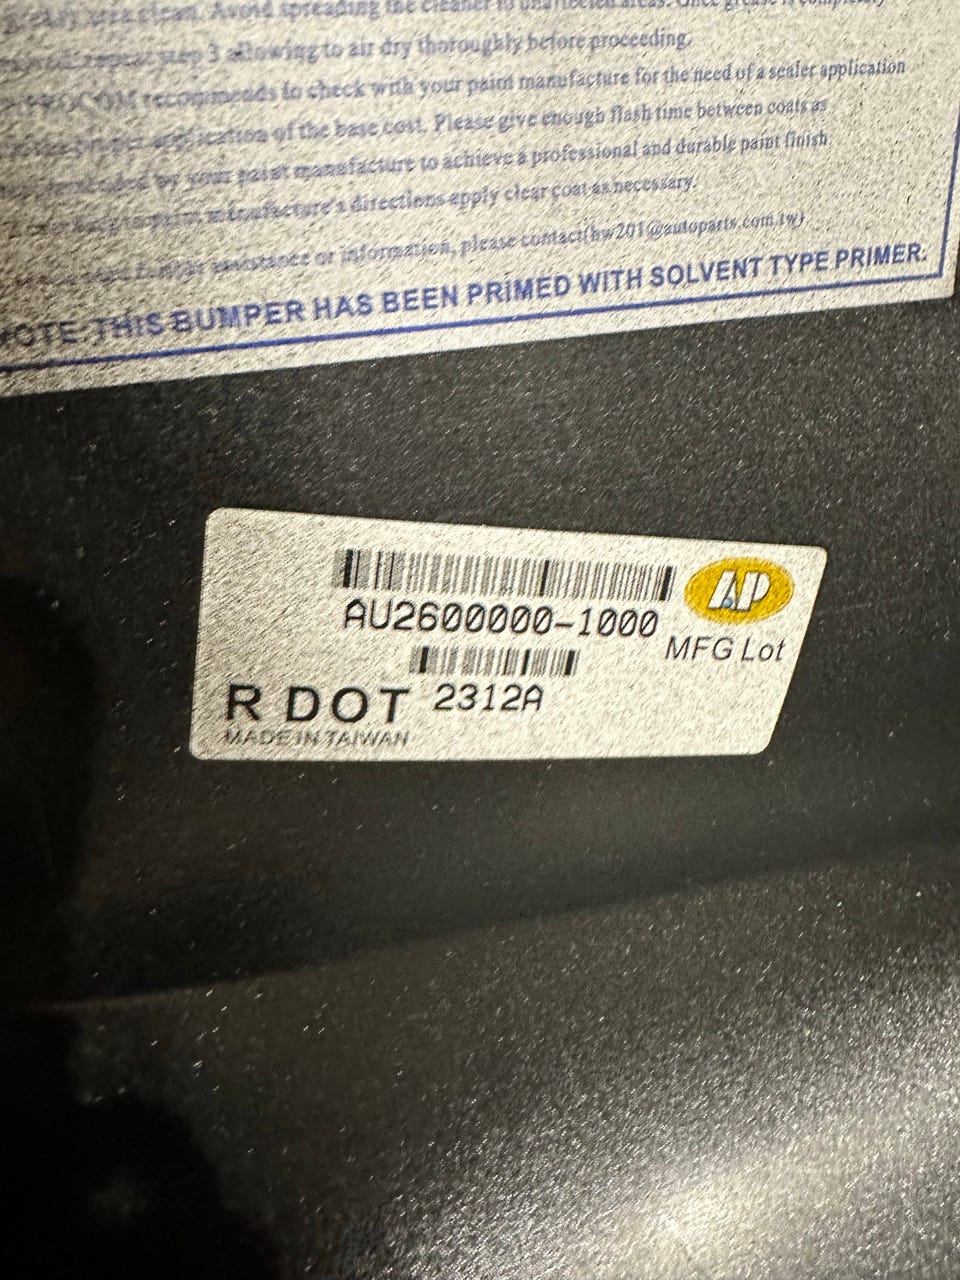 area clean. Avoid spreading the cleaner to unaffected areas. Once grease is completely
repeat step 3 allowing to air dry thoroughly before proceeding.
PROCOM recommends to check with your paint manufacture for the need of a sealer application
proper application of the base cost. Please give enough flash time between coats as
by your paint manufacture to achieve a professional and durable paint finish
manufacture's directions apply clear coat as necessary.
assistance or information, please contact(hw201@autoparts.com.tw)
NOTE: THIS BUMPER HAS BEEN PRIMED WITH SOLVENT TYPE PRIMER.
AP
AU2600000-1000
MFG Lot
R DOT 2312A
MADE IN TAIWAN